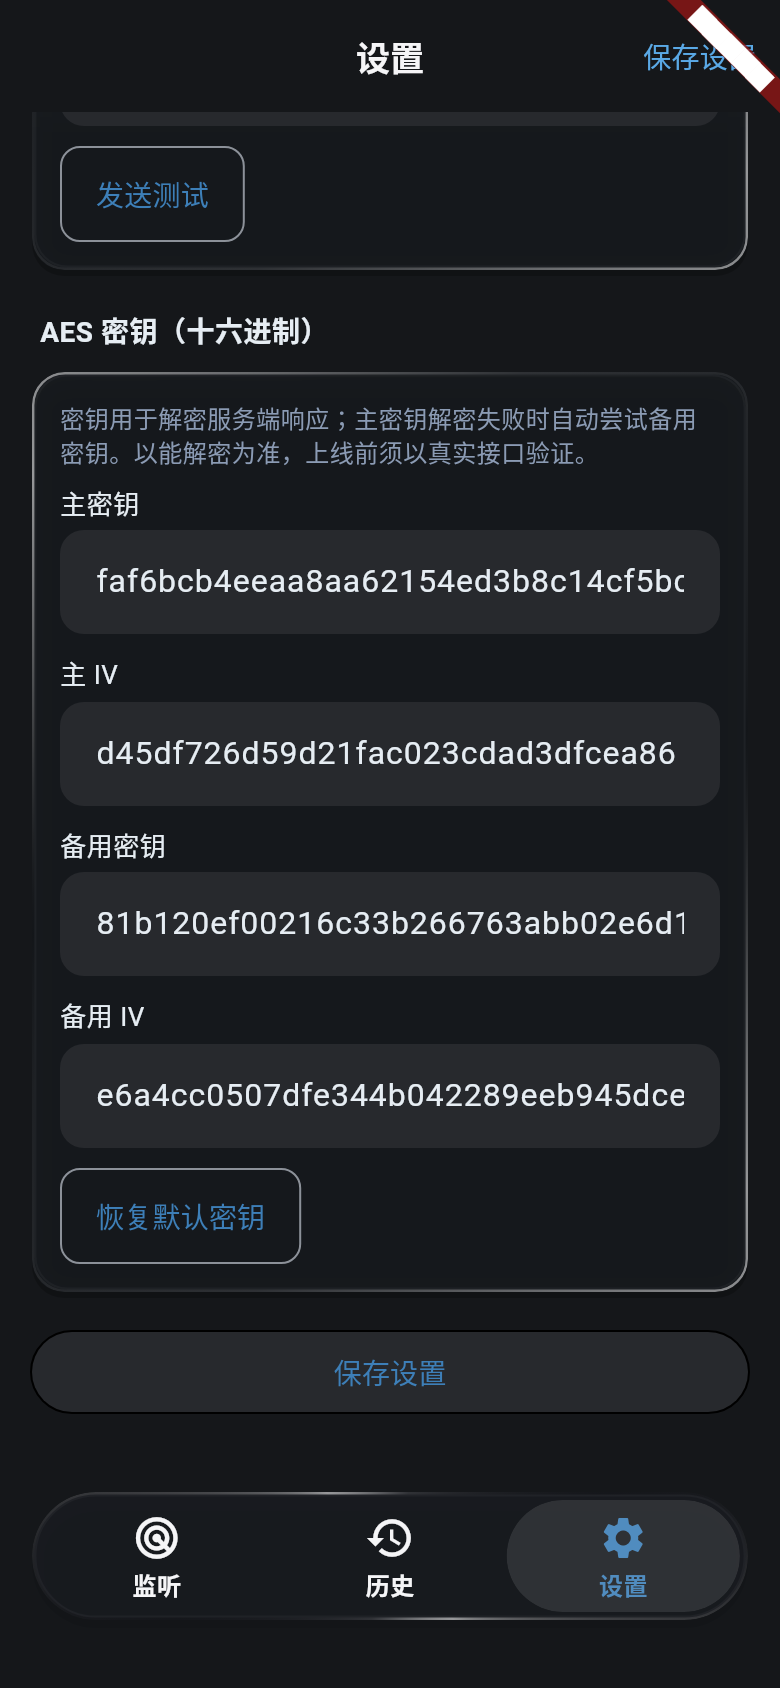 设置
保存设置
发送测试
AES 密钥（十六进制）
密钥用于解密服务端响应；主密钥解密失败时自动尝试备用
密钥。以能解密为准，上线前须以真实接口验证。
主密钥
faf6bcb4eeaa8aa62154ed3b8c14cf5b
主 IV
d45df726d59d21fac023cdad3dfcea86
备用密钥
81b120ef00216c33b266763abb02e6d1
备用 IV
e6a4cc0507dfe344b042289eeb945dce
恢复默认密钥
保存设置
监听
历史
设置